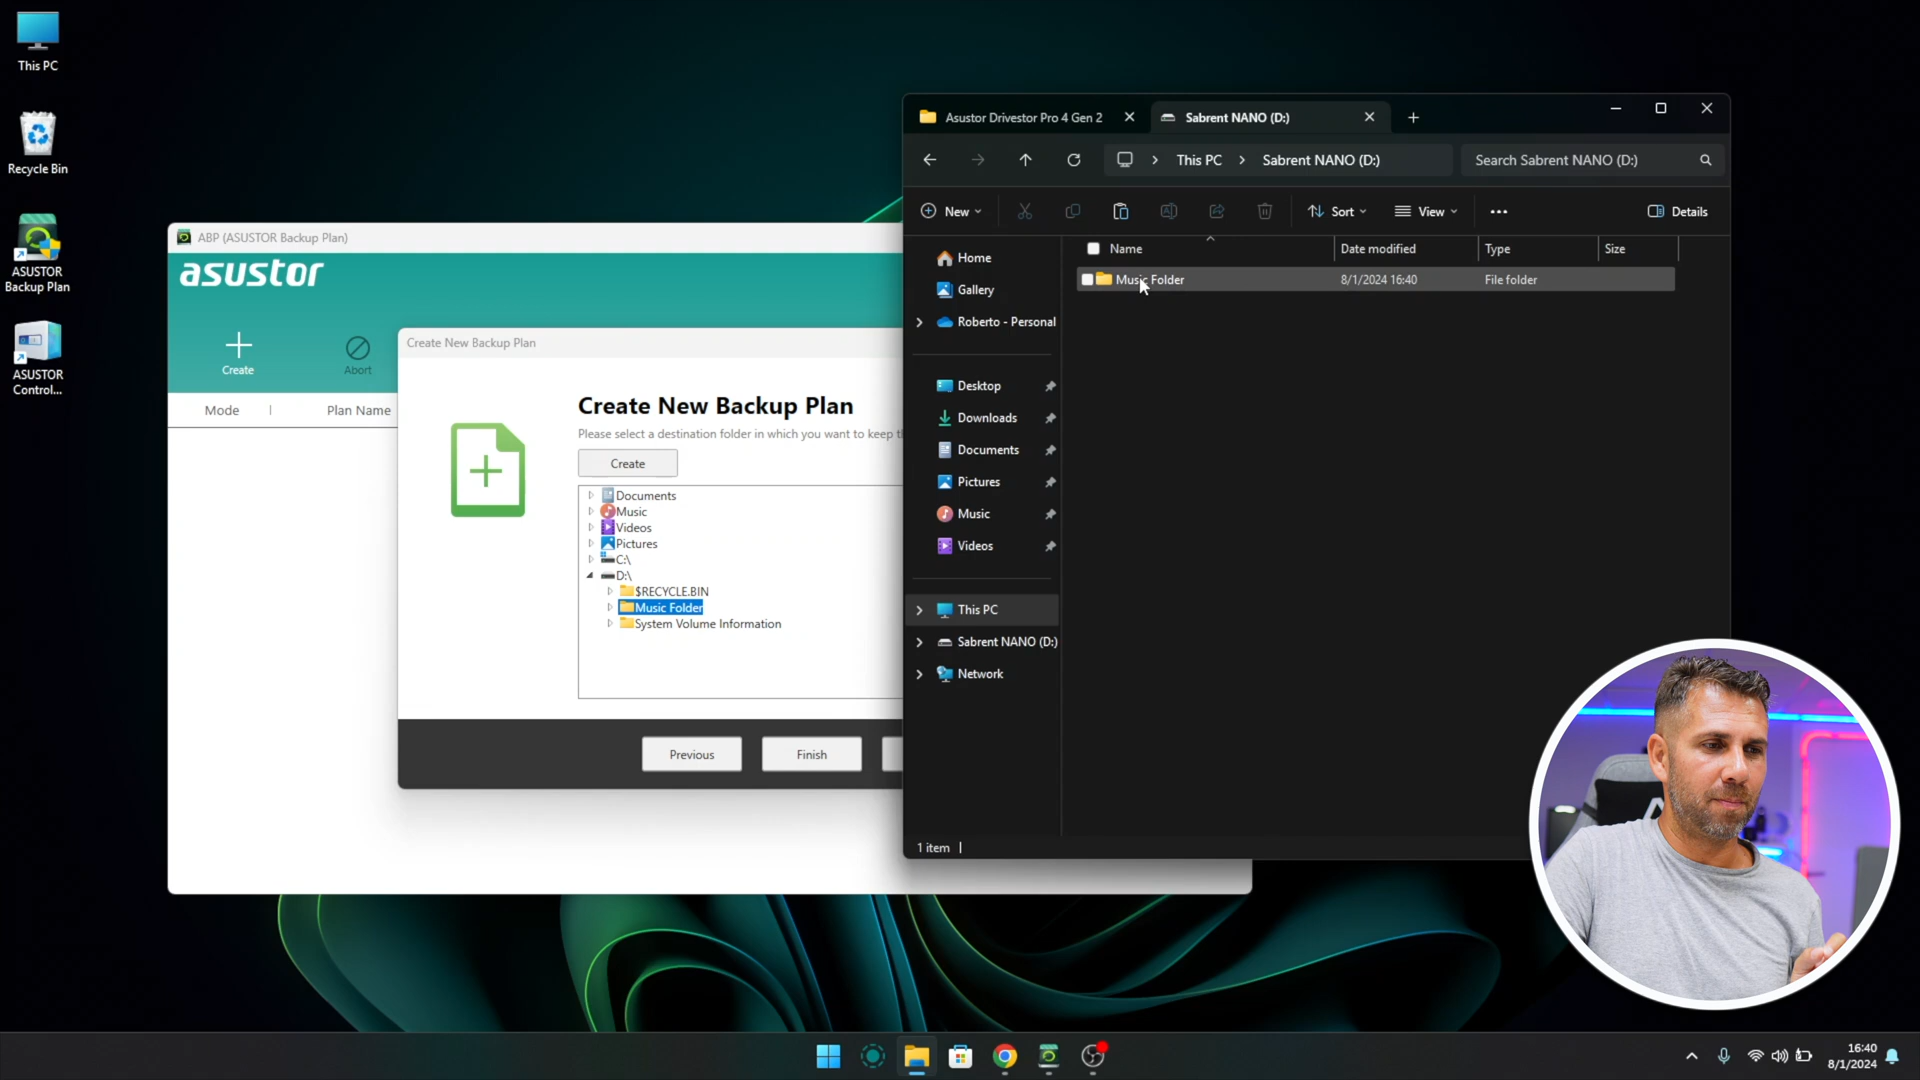 This PC
Recycle Bin
ASUSTOR
Backup Plan
ASUSTOR
Control...
ABP (ASUSTOR Backup Plan)
asustor
Create
Abort
Mode
Plan Name
Create New Backup Plan
Create New Backup Plan
Please select a destination folder in which you want to keep
Create
Documents
Music
Videos
Pictures
C:\
D:\
$RECYCLE.BIN
Music Folder
System Volume Information
Previous
Finish
Asustor Drivestor Pro 4 Gen 2
Sabrent NANO (D:)
This PC
Sabrent NANO (D:)
Search Sabrent NANO (D:)
New
Sort
View
Details
Home
Gallery
Roberto - Personal
Desktop
Downloads
Documents
Pictures
Music
Videos
This PC
Sabrent NANO (D:)
Network
Name
Date modified
Type
Size
Music Folder
8/1/2024 16:40
File folder
1 item
16:40
8/1/2024